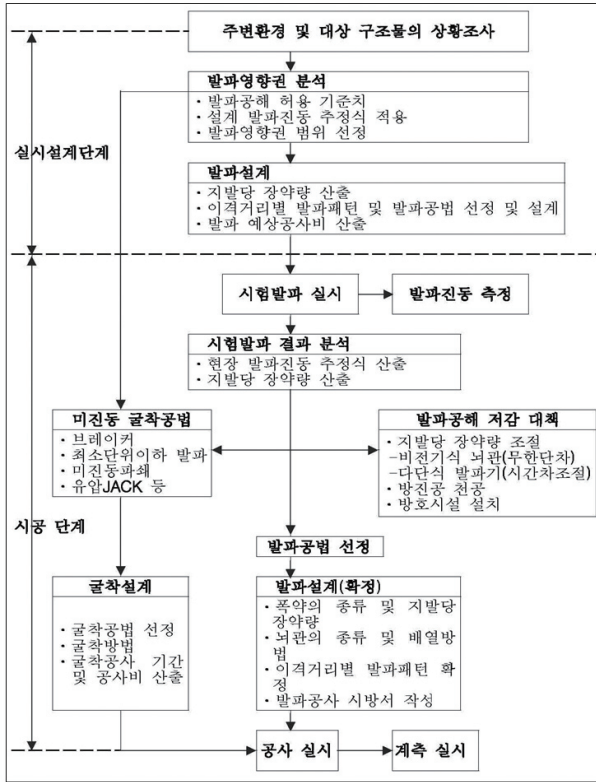 주변환경 및 대상 구조물의 상황조사
발파영향권 분석
・발파공해 허용 기준치
・설계 발파진동 추정식 적용
・발파영향권 범위 선정
실시설계단계
발파설계
・지발당 장약량 산출
・이격거리별 발파패턴 및 발파공법 선정 및 설계
・발파 예상공사비 산출
시험발파 실시
발파진동 측정
시험발파 결과 분석
・현장 발파진동 추정식 산출
・지발당 장약량 산출
미진동 굴착공법
・브레이커
・최소단위이하 발파
・미진동파쇄
・유압JACK 등
발파공해 저감 대책
・지발당 장약량 조절
-비전기식 뇌관(무한단차)
-다단식 발파기(시간차조절)
・방진공 천공
・방호시설 설치
시공 단계
발파공법 선정
굴착설계
・굴착공법 선정
・굴착방법
・굴착공사 기간
및 공사비 산출
발파설계(확정)
・폭약의 종류 및 지발당
장약량
・뇌관의 종류 및 배열방
법
・이격거리별 발파패턴 확
정
・발파공사 시방서 작성
공사 실시
계측 실시